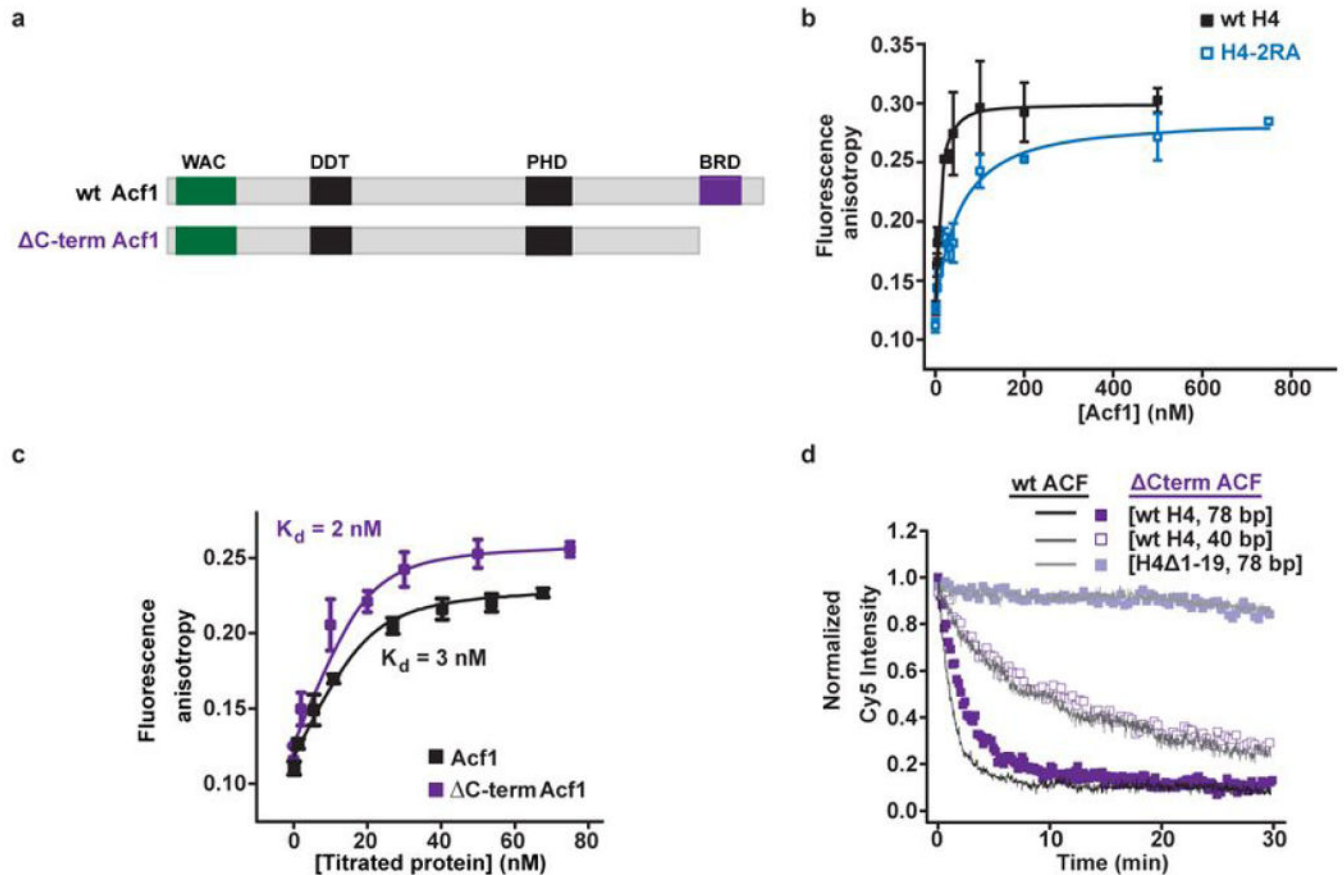 a
WAC DDT PHD BRD
wt Acf1
ΔC-term Acf1
b
wt H4
H4-2RA
0.35
0.30
0.25
0.20
0.15
0.10
Fluorescence
anisotropy
0 200 400 600 800
[Acf1] (nM)
c
Kd = 2 nM
Kd = 3 nM
0.25
0.20
0.15
0.10
Fluorescence
anisotropy
Acf1
ΔC-term Acf1
0 20 40 60 80
[Titrated protein] (nM)
d
wt ACF ΔCterm ACF
[wt H4, 78 bp]
[wt H4, 40 bp]
[H4Δ1-19, 78 bp]
1.2
1.0
0.8
0.6
0.4
0.2
0.0
Normalized
Cy5 Intensity
0 10 20 30
Time (min)